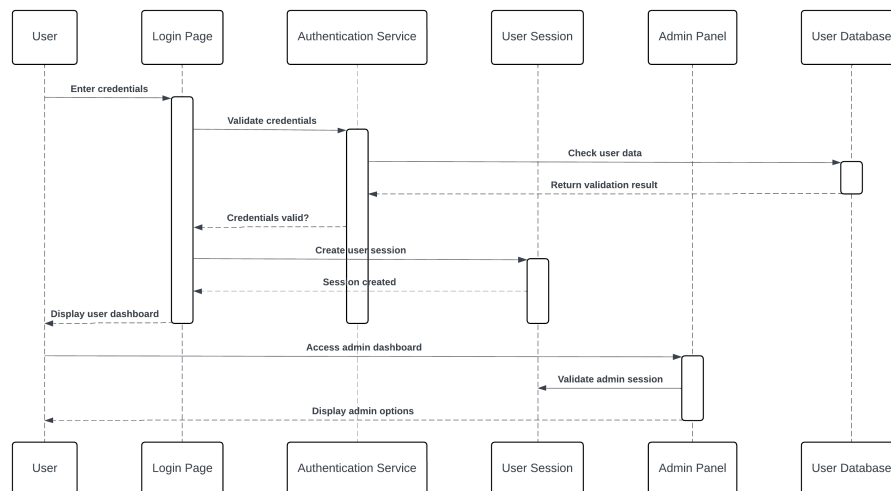 User
Login Page
Authentication Service
User Session
Admin Panel
User Database
Enter credentials
Validate credentials
Check user data
Return validation result
Credentials valid?
Create user session
Session created
Display user dashboard
Access admin dashboard
Validate admin session
Display admin options
User
Login Page
Authentication Service
User Session
Admin Panel
User Database